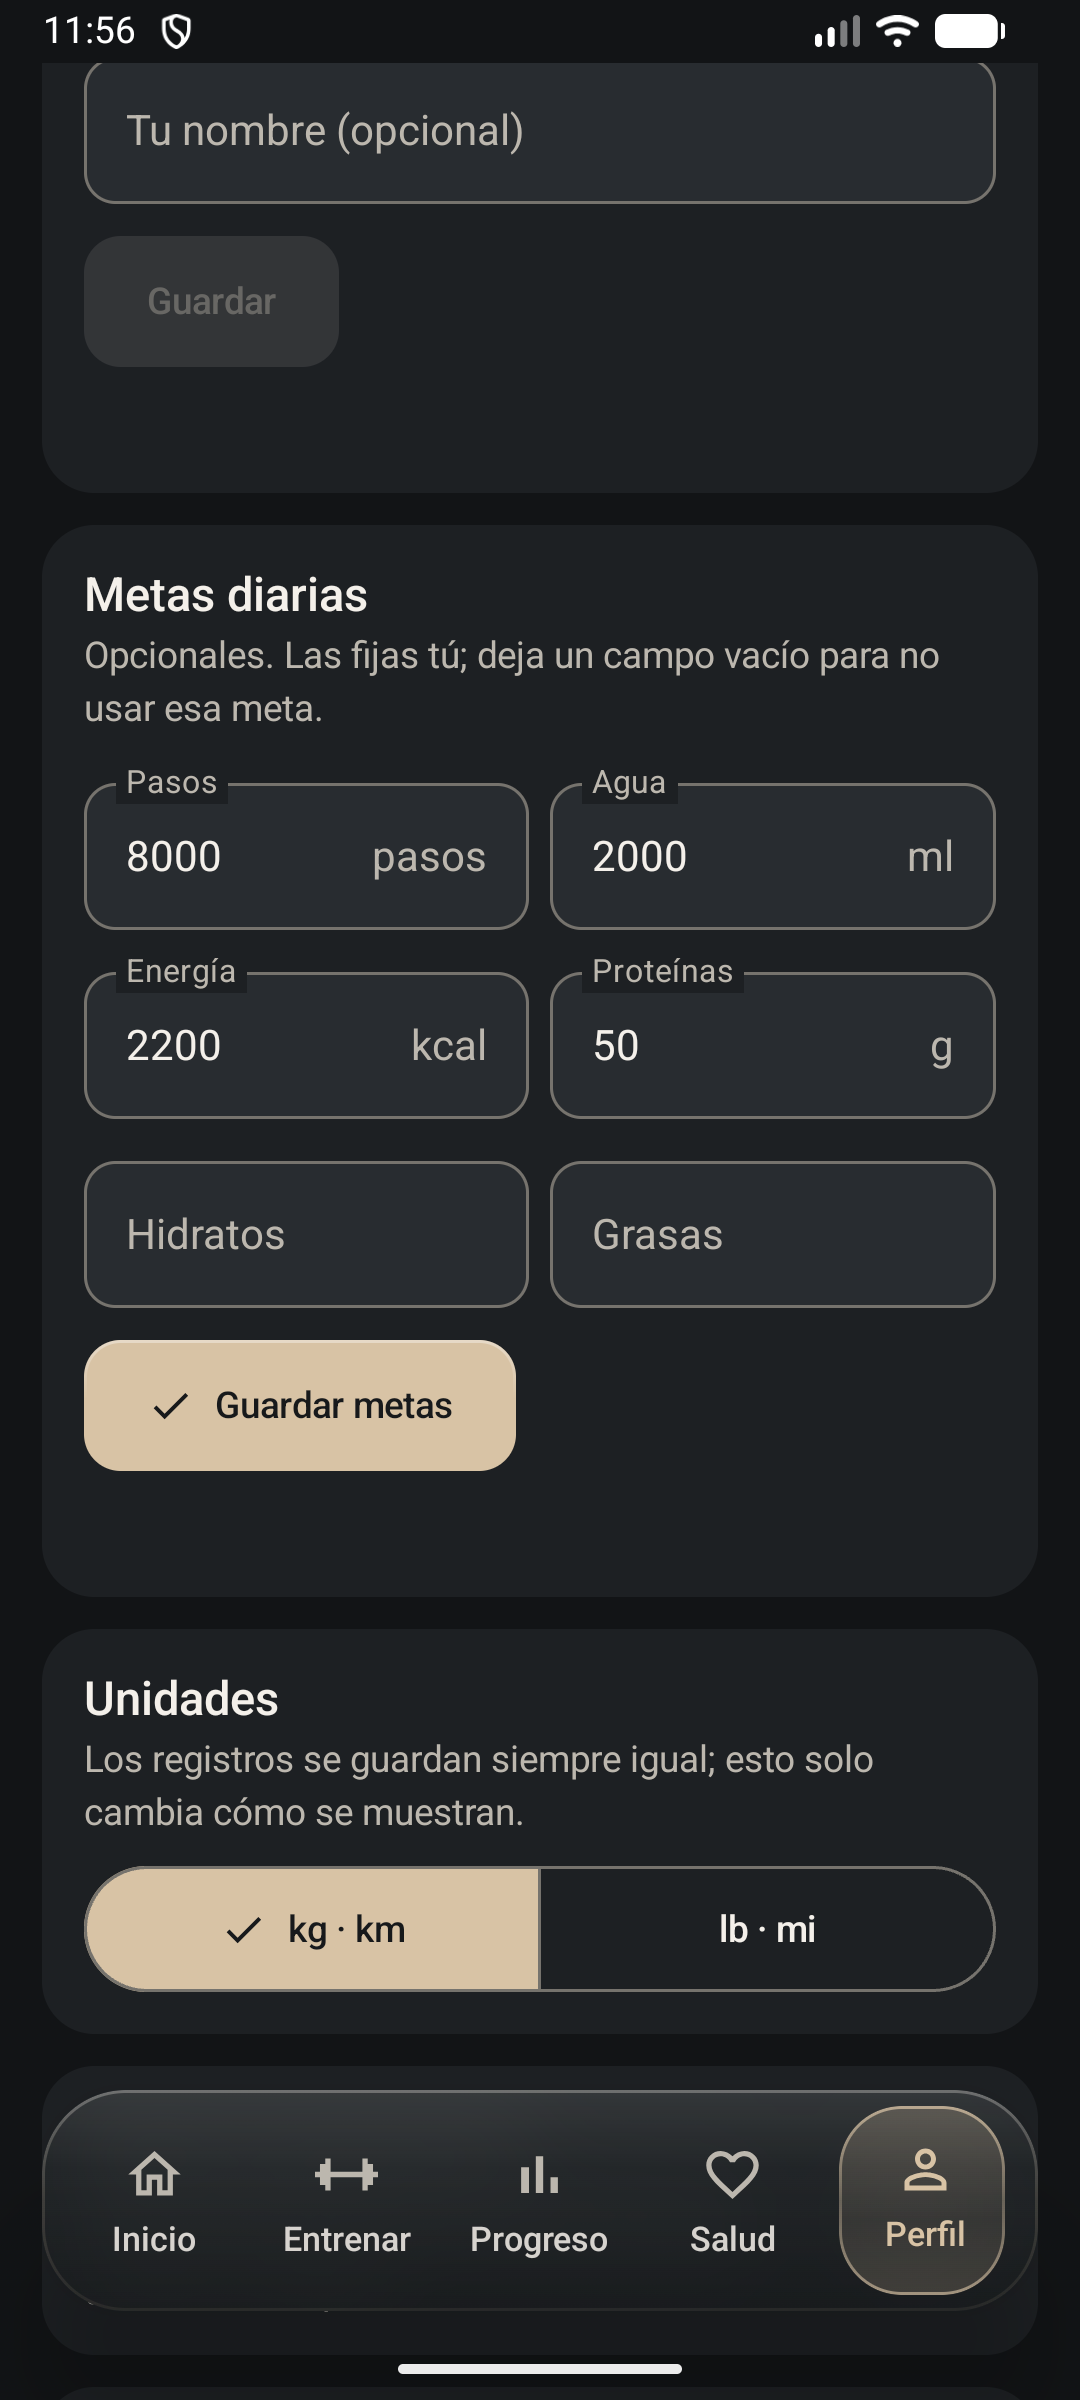 11:56
Tu nombre (opcional)
Guardar
Metas diarias
Opcionales. Las fijas tú; deja un campo vacío para no
usar esa meta.
Pasos
8000 pasos
Agua
2000 ml
Energía
2200 kcal
Proteínas
50 g
Hidratos
Grasas
Guardar metas
Unidades
Los registros se guardan siempre igual; esto solo
cambia cómo se muestran.
kg · km
lb · mi
Inicio
Entrenar
Progreso
Salud
Perfil